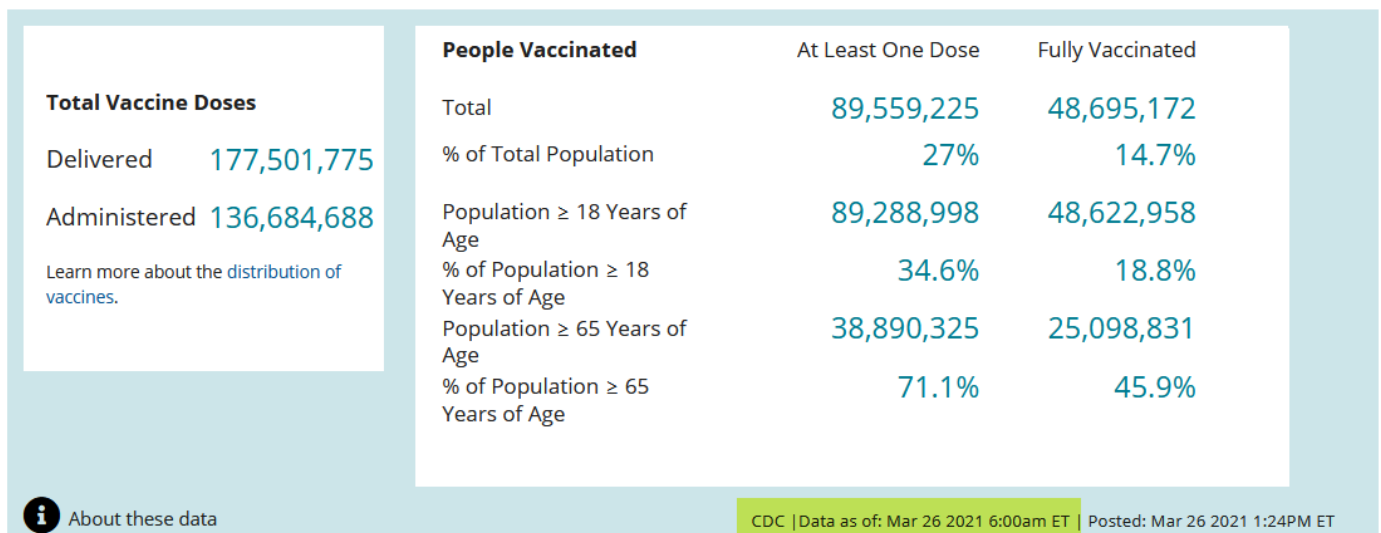 Total Vaccine Doses
Delivered 177,501,775
Administered 136,684,688
Learn more about the distribution of
vaccines.
People Vaccinated At Least One Dose Fully Vaccinated
Total 89,559,225 48,695,172
% of Total Population 27% 14.7%
Population ≥ 18 Years of 89,288,998 48,622,958
Age
% of Population ≥ 18 34.6% 18.8%
Years of Age
Population ≥ 65 Years of 38,890,325 25,098,831
Age
% of Population ≥ 65 71.1% 45.9%
Years of Age
i About these data
CDC |Data as of: Mar 26 2021 6:00am ET | Posted: Mar 26 2021 1:24PM ET